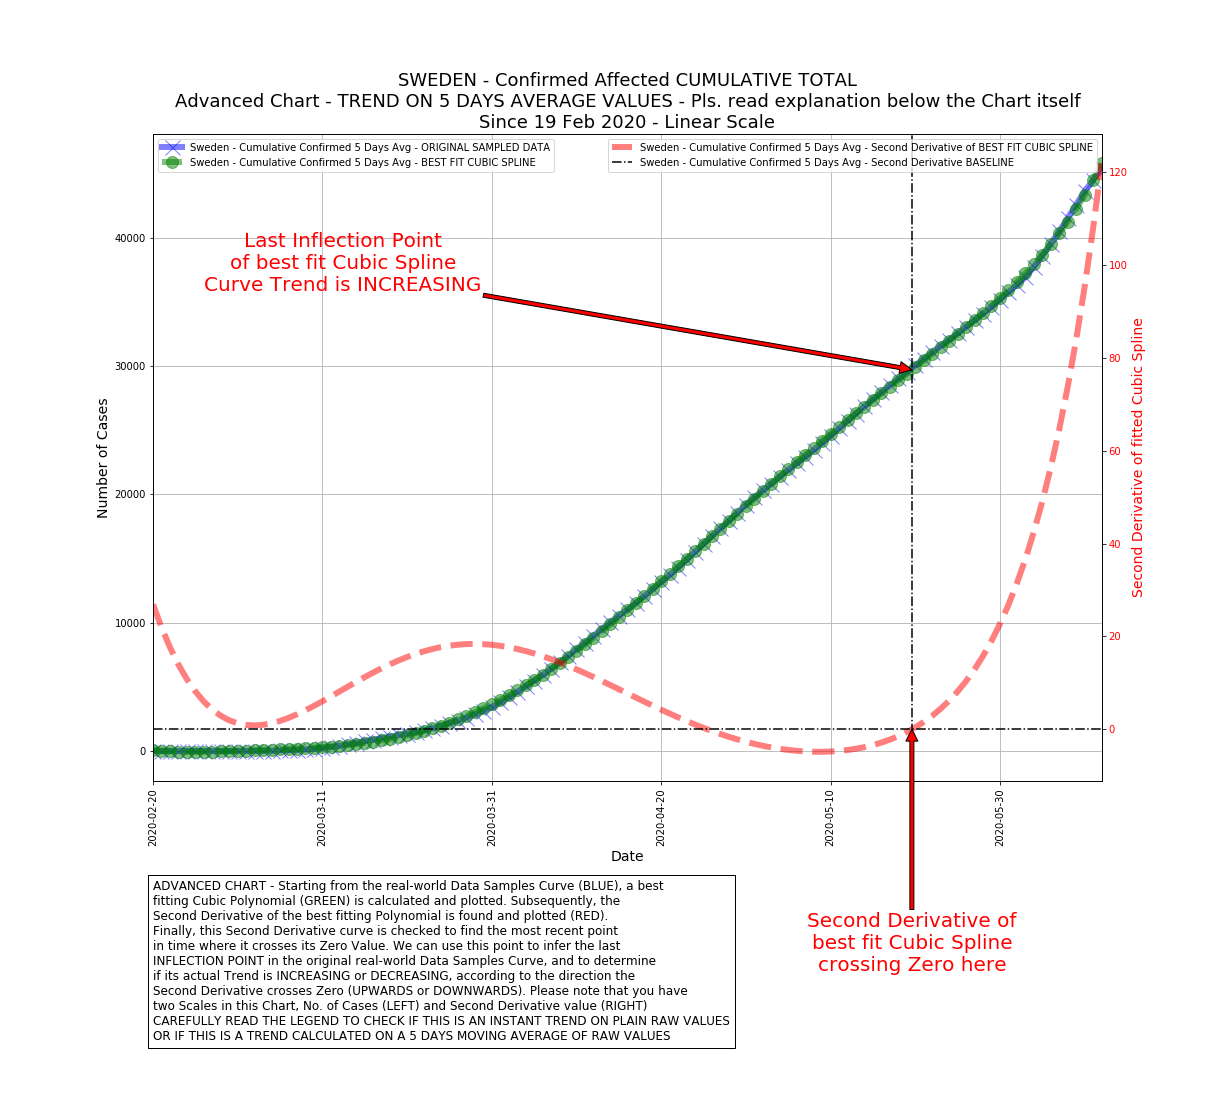 SWEDEN - Confirmed Affected CUMULATIVE TOTAL
Advanced Chart - TREND ON 5 DAYS AVERAGE VALUES - Pls. read explanation below the Chart itself
Since 19 Feb 2020 - Linear Scale
Sweden - Cumulative Confirmed 5 Days Avg - ORIGINAL SAMPLED DATA
Sweden - Cumulative Confirmed 5 Days Avg - BEST FIT CUBIC SPLINE
Sweden - Cumulative Confirmed 5 Days Avg - Second Derivative of BEST FIT CUBIC SPLINE
Sweden - Cumulative Confirmed 5 Days Avg - Second Derivative BASELINE
Last Inflection Point
of best fit Cubic Spline
Curve Trend is INCREASING
Number of Cases
40000
30000
20000
10000
0
120
100
80
60
40
20
0
Second Derivative of fitted Cubic Spline
2020-02-20
2020-03-11
2020-03-31
2020-04-20
2020-05-10
2020-05-30
Date
Second Derivative of
best fit Cubic Spline
crossing Zero here
ADVANCED CHART - Starting from the real-world Data Samples Curve (BLUE), a best
fitting Cubic Polynomial (GREEN) is calculated and plotted. Subsequently, the
Second Derivative of the best fitting Polynomial is found and plotted (RED).
Finally, this Second Derivative curve is checked to find the most recent point
in time where it crosses its Zero Value. We can use this point to infer the last
INFLECTION POINT in the original real-world Data Samples Curve, and to determine
if its actual Trend is INCREASING or DECREASING, according to the direction the
Second Derivative crosses Zero (UPWARDS or DOWNWARDS). Please note that you have
two Scales in this Chart, No. of Cases (LEFT) and Second Derivative value (RIGHT)
CAREFULLY READ THE LEGEND TO CHECK IF THIS IS AN INSTANT TREND ON PLAIN RAW VALUES
OR IF THIS IS A TREND CALCULATED ON A 5 DAYS MOVING AVERAGE OF RAW VALUES